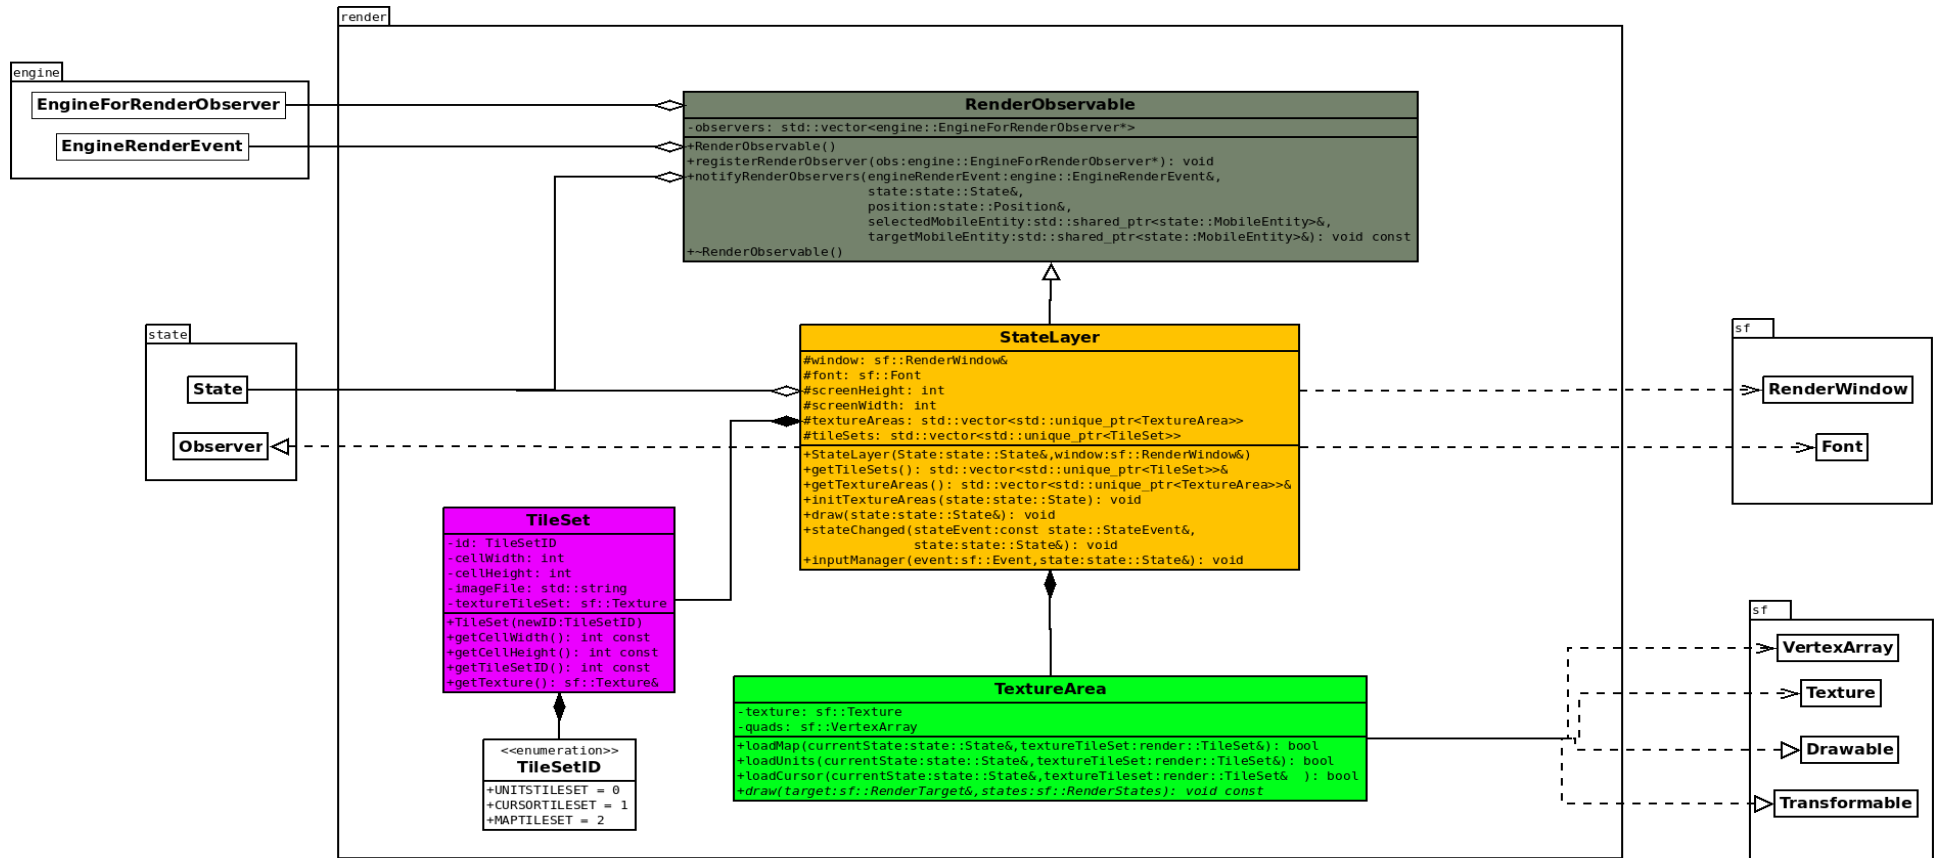 render
engine
EngineForRenderObserver
EngineRenderEvent
RenderObservable
-observers: std::vector<engine::EngineForRenderObserver*>
+RenderObservable()
+registerRenderObserver(obs:engine::EngineForRenderObserver*): void
+notifyRenderObservers(engineRenderEvent:engine::EngineRenderEvent&,
state:state::State&,
position:state::Position&,
selectedMobileEntity:std::shared_ptr<state::MobileEntity>&,
targetMobileEntity:std::shared_ptr<state::MobileEntity>&): void const
+~RenderObservable()
state
State
Observer
StateLayer
#window: sf::RenderWindow&
#font: sf::Font
#screenHeight: int
#screenWidth: int
#textureAreas: std::vector<std::unique_ptr<TextureArea>>
#tileSets: std::vector<std::unique_ptr<TileSet>>
+StateLayer(State:state::State&,window:sf::RenderWindow&)
+getTileSets(): std::vector<std::unique_ptr<TileSet>>&
+getTextureAreas(): std::vector<std::unique_ptr<TextureArea>>&
+initTextureAreas(state:state::State): void
+draw(state:state::State&): void
+stateChanged(stateEvent:const state::StateEvent&,
state:state::State&): void
+inputManager(event:sf::Event,state:state::State&): void
sf
RenderWindow
Font
TileSet
-id: TileSetID
-cellWidth: int
-cellHeight: int
-imageFile: std::string
-textureTileSet: sf::Texture
+TileSet(newID:TileSetID)
+getCellWidth(): int const
+getCellHeight(): int const
+getTileSetID(): int const
+getTexture(): sf::Texture&
<<enumeration>>
TileSetID
+UNITSTILESET = 0
+CURSORTILESET = 1
+MAPTILESET = 2
TextureArea
-texture: sf::Texture
-quads: sf::VertexArray
+loadMap(currentState:state::State&,textureTileSet:render::TileSet&): bool
+loadUnits(currentState:state::State&,textureTileSet:render::TileSet&): bool
+loadCursor(currentState:state::State&,textureTileset:render::TileSet&  ): bool
+draw(target:sf::RenderTarget&,states:sf::RenderStates): void const
sf
VertexArray
Texture
Drawable
Transformable